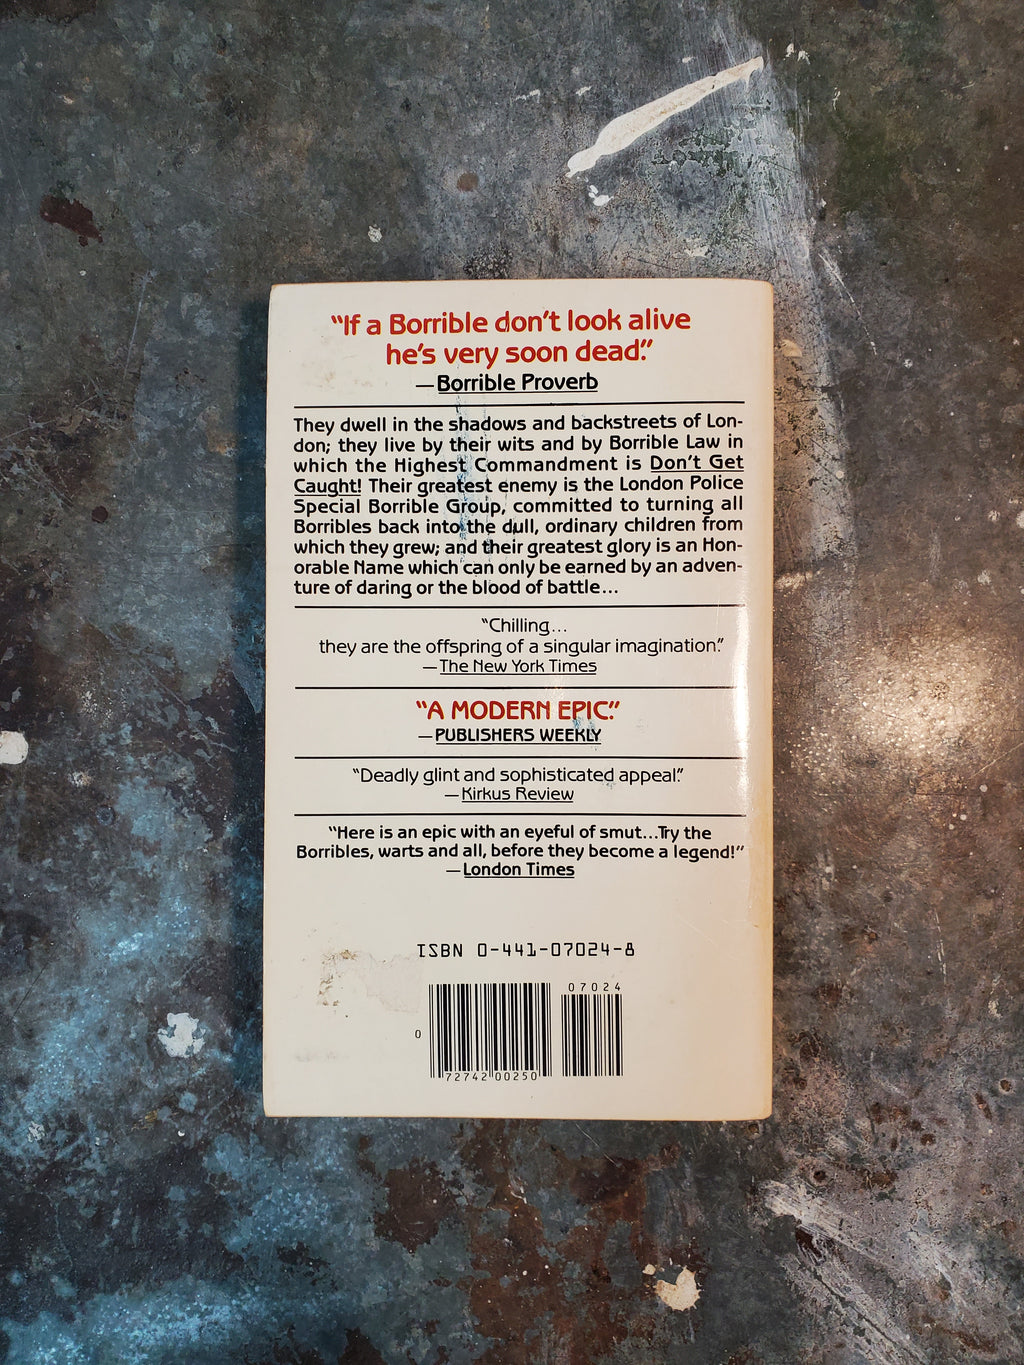 “If a Borrible don’t look alive
he’s very soon dead.”
—Borrible Proverb
They dwell in the shadows and backstreets of Lon-
don; they live by their wits and by Borrible Law in
which the Highest Commandment is Don’t Get
Caught! Their greatest enemy is the London Police
Special Borrible Group, committed to turning all
Borribles back into the dull, ordinary children from
which they grew; and their greatest glory is an Hon-
orable Name which can only be earned by an adven-
ture of daring or the blood of battle...
“Chilling...
they are the offspring of a singular imagination.”
—The New York Times
“A MODERN EPIC.”
—PUBLISHERS WEEKLY
“Deadly glint and sophisticated appeal.”
—Kirkus Review
“Here is an epic with an eyeful of smut...Try the
Borribles, warts and all, before they become a legend!”
—London Times
ISBN 0-441-07024-8
07024
0
72742 00250